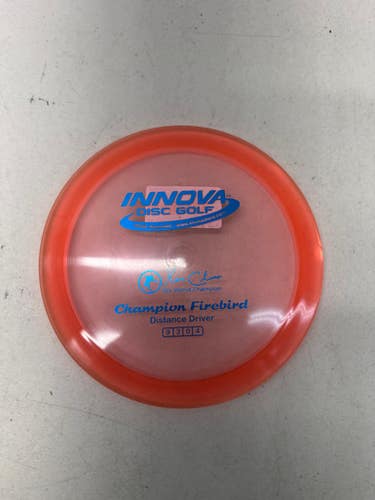 INNOVA
DISC GOLF
Champion Firebird
Distance Driver
9 3 0 4